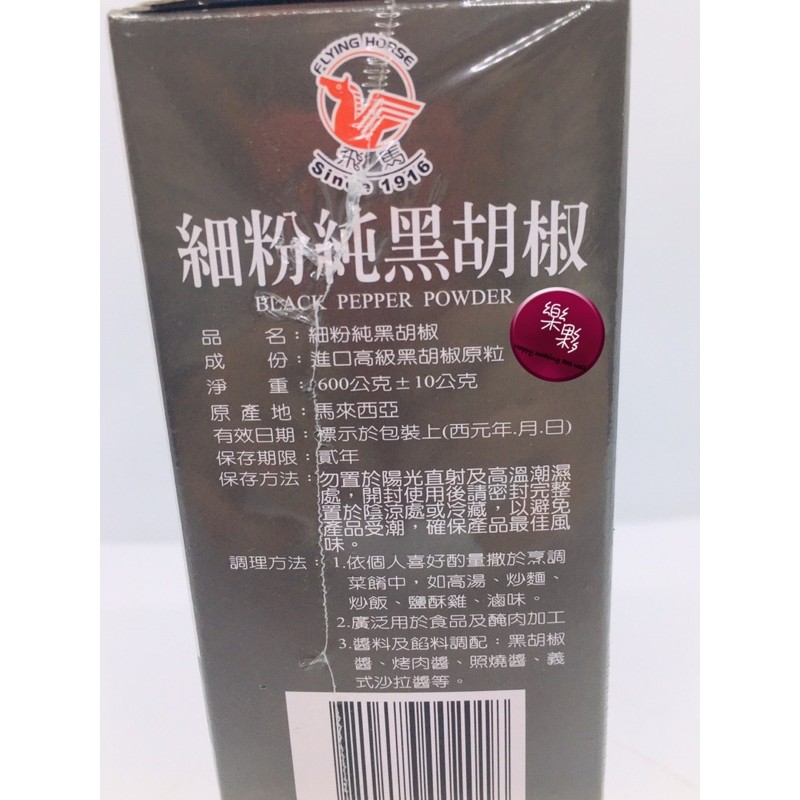 FLYING HORSE
飛馬
Since 1916
細粉純黑胡椒
BLACK PEPPER POWDER
樂夥
品名：細粉純黑胡椒
成份：進口高級黑胡椒原粒
淨重：600公克±10公克
原產地：馬來西亞
有效日期：標示於包裝上(西元年.月.日)
保存期限：貳年
保存方法：勿置於陽光直射及高溫潮濕
處，開封使用後請密封完整
置於陰涼處或冷藏，以避免
產品受潮，確保產品最佳風
味。
調理方法：1.依個人喜好酌量撒於烹調
菜餚中，如高湯、炒麵、
炒飯、鹽酥雞、滷味。
2.廣泛用於食品及醃肉加工
3.醬料及餡料調配：黑胡椒
醬、烤肉醬、照燒醬、義
式沙拉醬等。